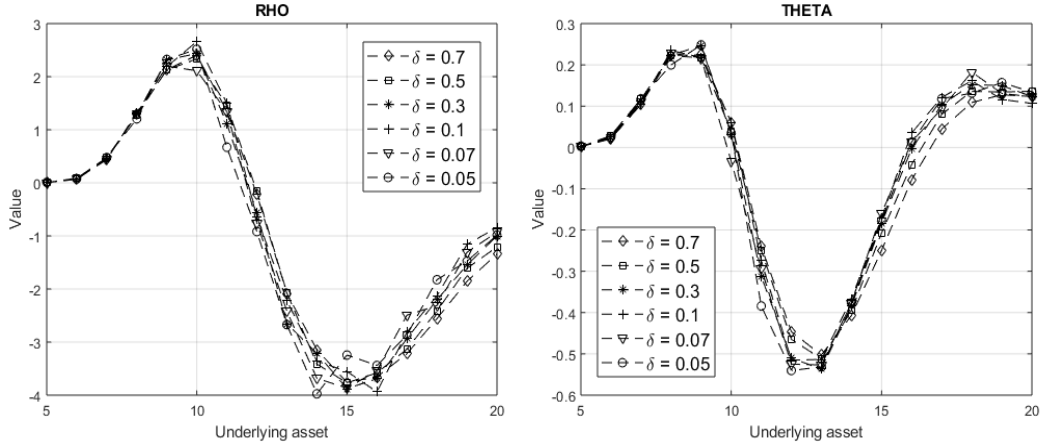 RHO
3
2
1
0
-1
-2
-3
-4
Value
5
10
15
20
Underlying asset
δ = 0.7
δ = 0.5
δ = 0.3
δ = 0.1
δ = 0.07
δ = 0.05
THETA
0.3
0.2
0.1
0
-0.1
-0.2
-0.3
-0.4
-0.5
-0.6
Value
5
10
15
20
Underlying asset
δ = 0.7
δ = 0.5
δ = 0.3
δ = 0.1
δ = 0.07
δ = 0.05